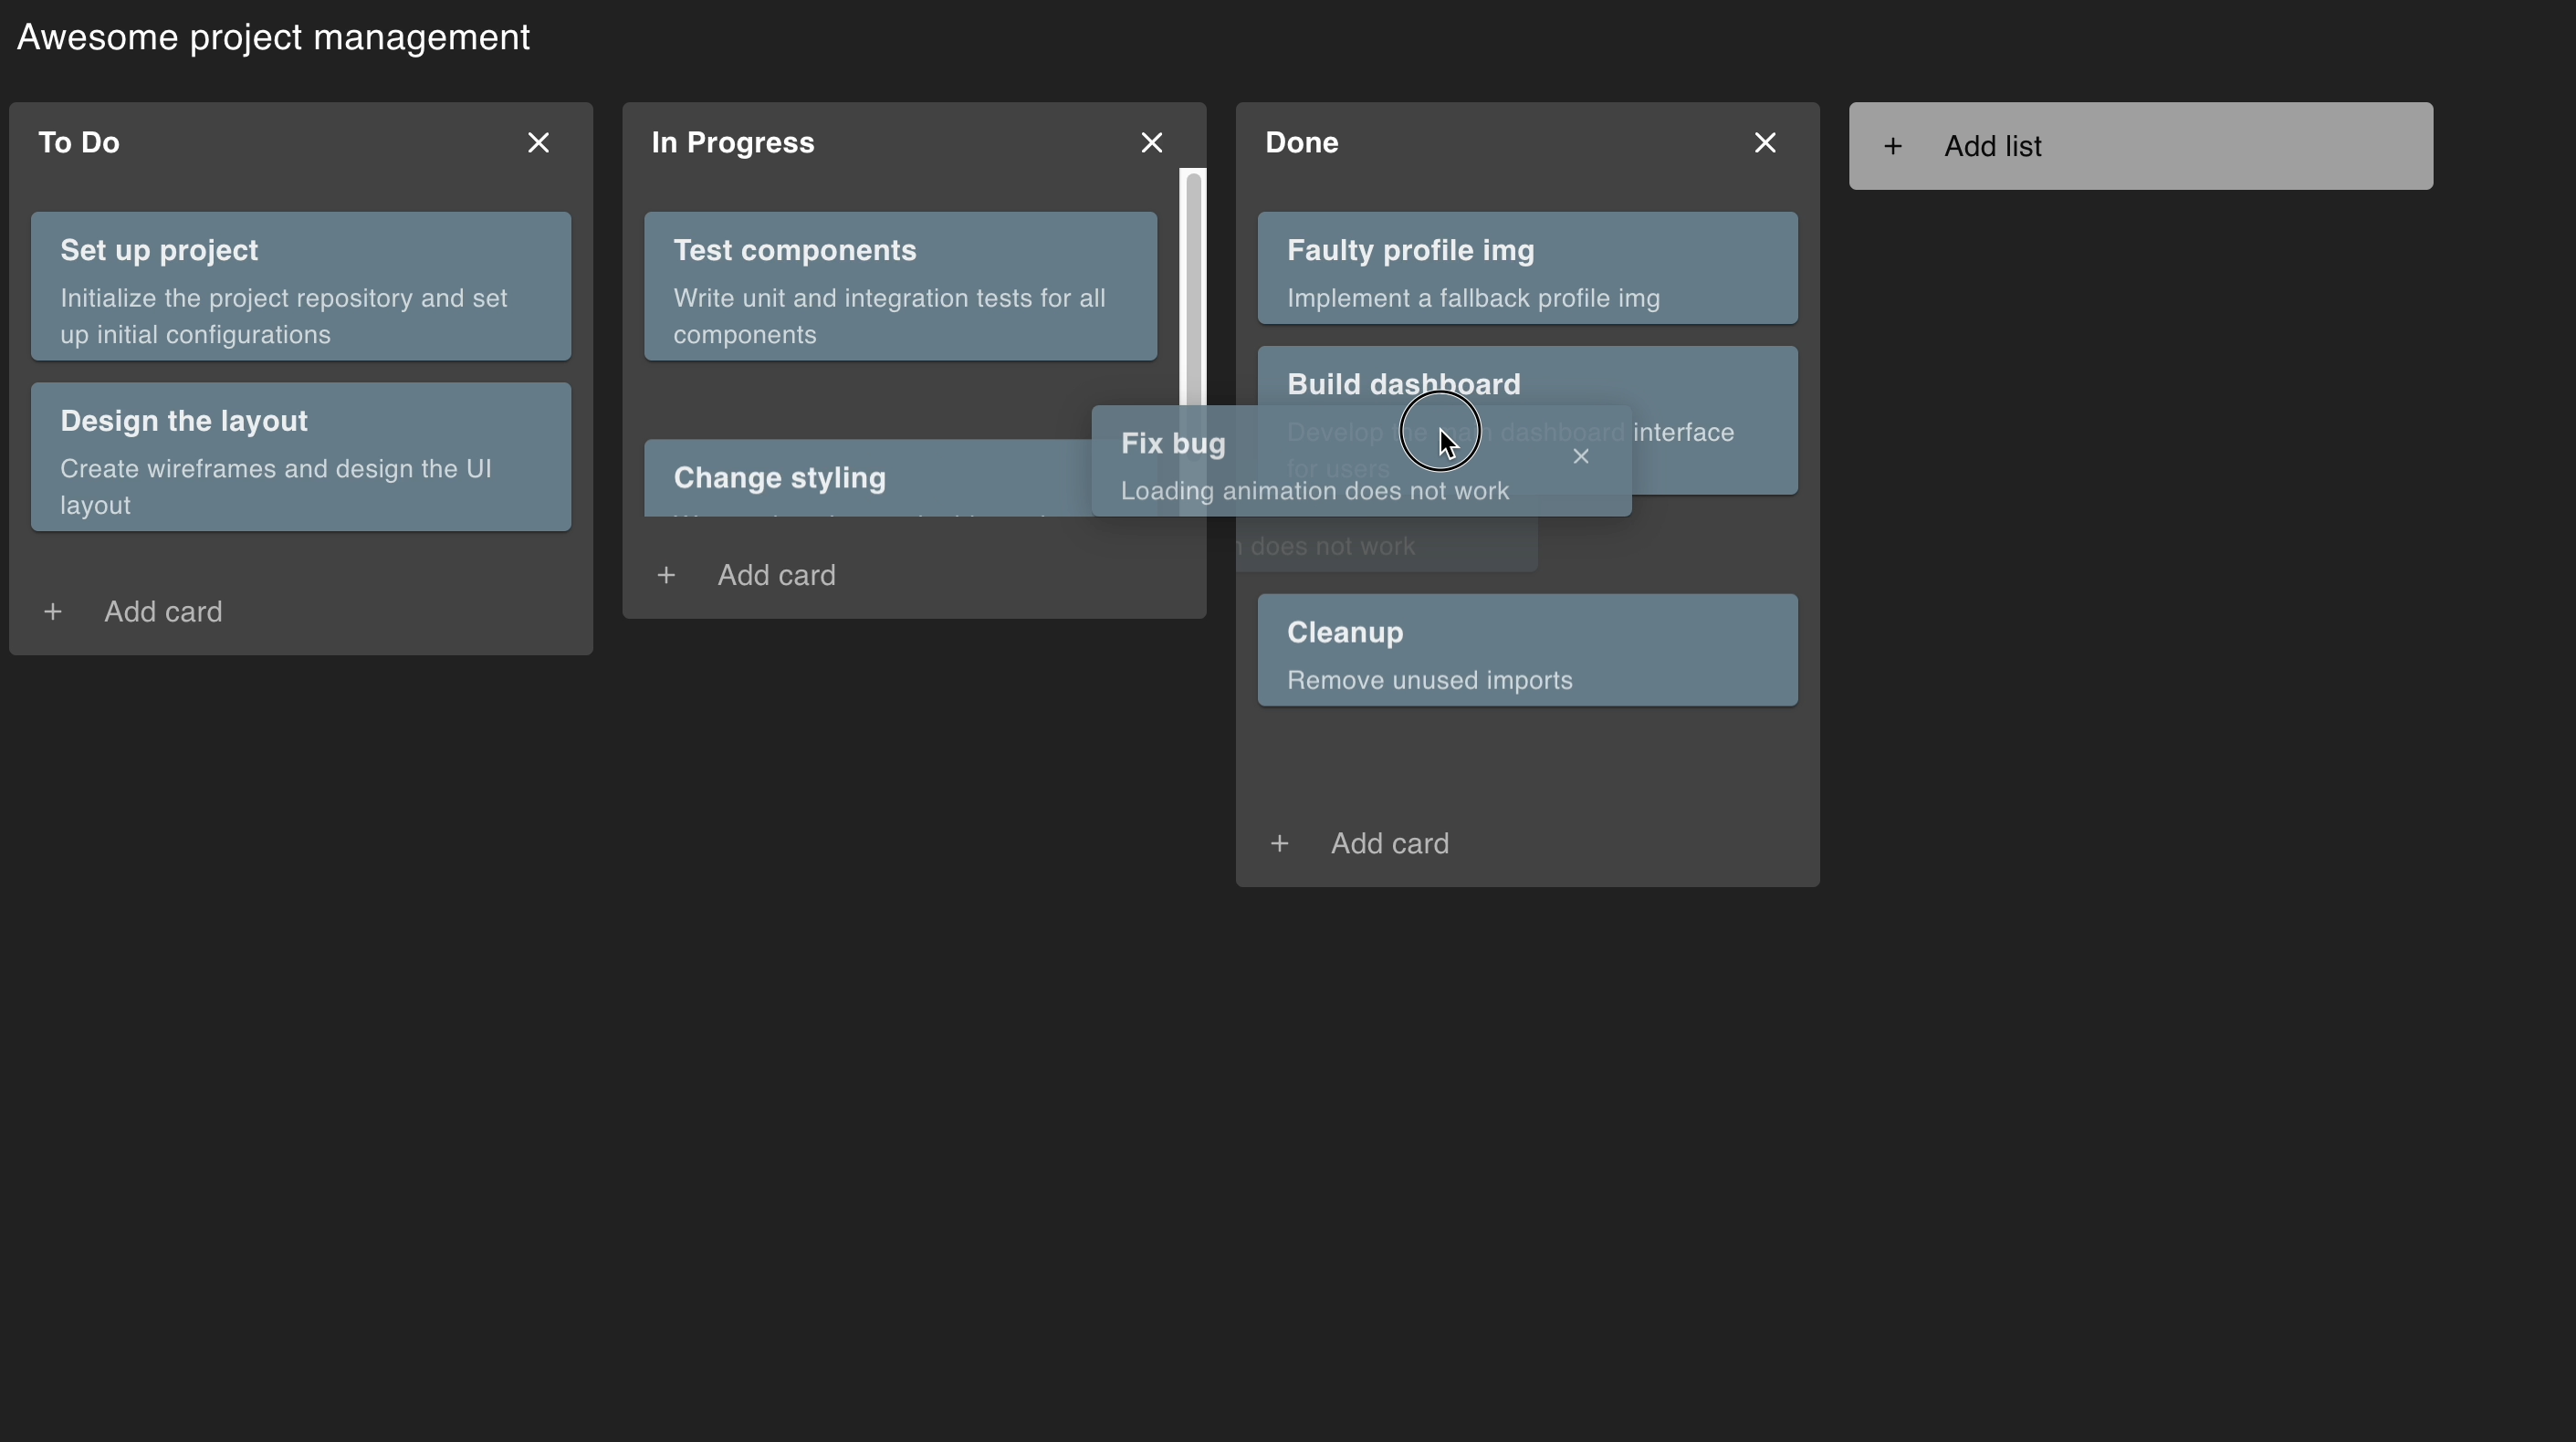 Awesome project management
To Do
Set up project
Initialize the project repository and set
up initial configurations
Design the layout
Create wireframes and design the UI
layout
Add card
In Progress
Test components
Write unit and integration tests for all
components
Change styling
Add card
Fix bug
Loading animation does not work
Done
Faulty profile img
Implement a fallback profile img
Build dashboard
Develop the main dashboard interface
for users
does not work
Cleanup
Remove unused imports
Add card
Add list